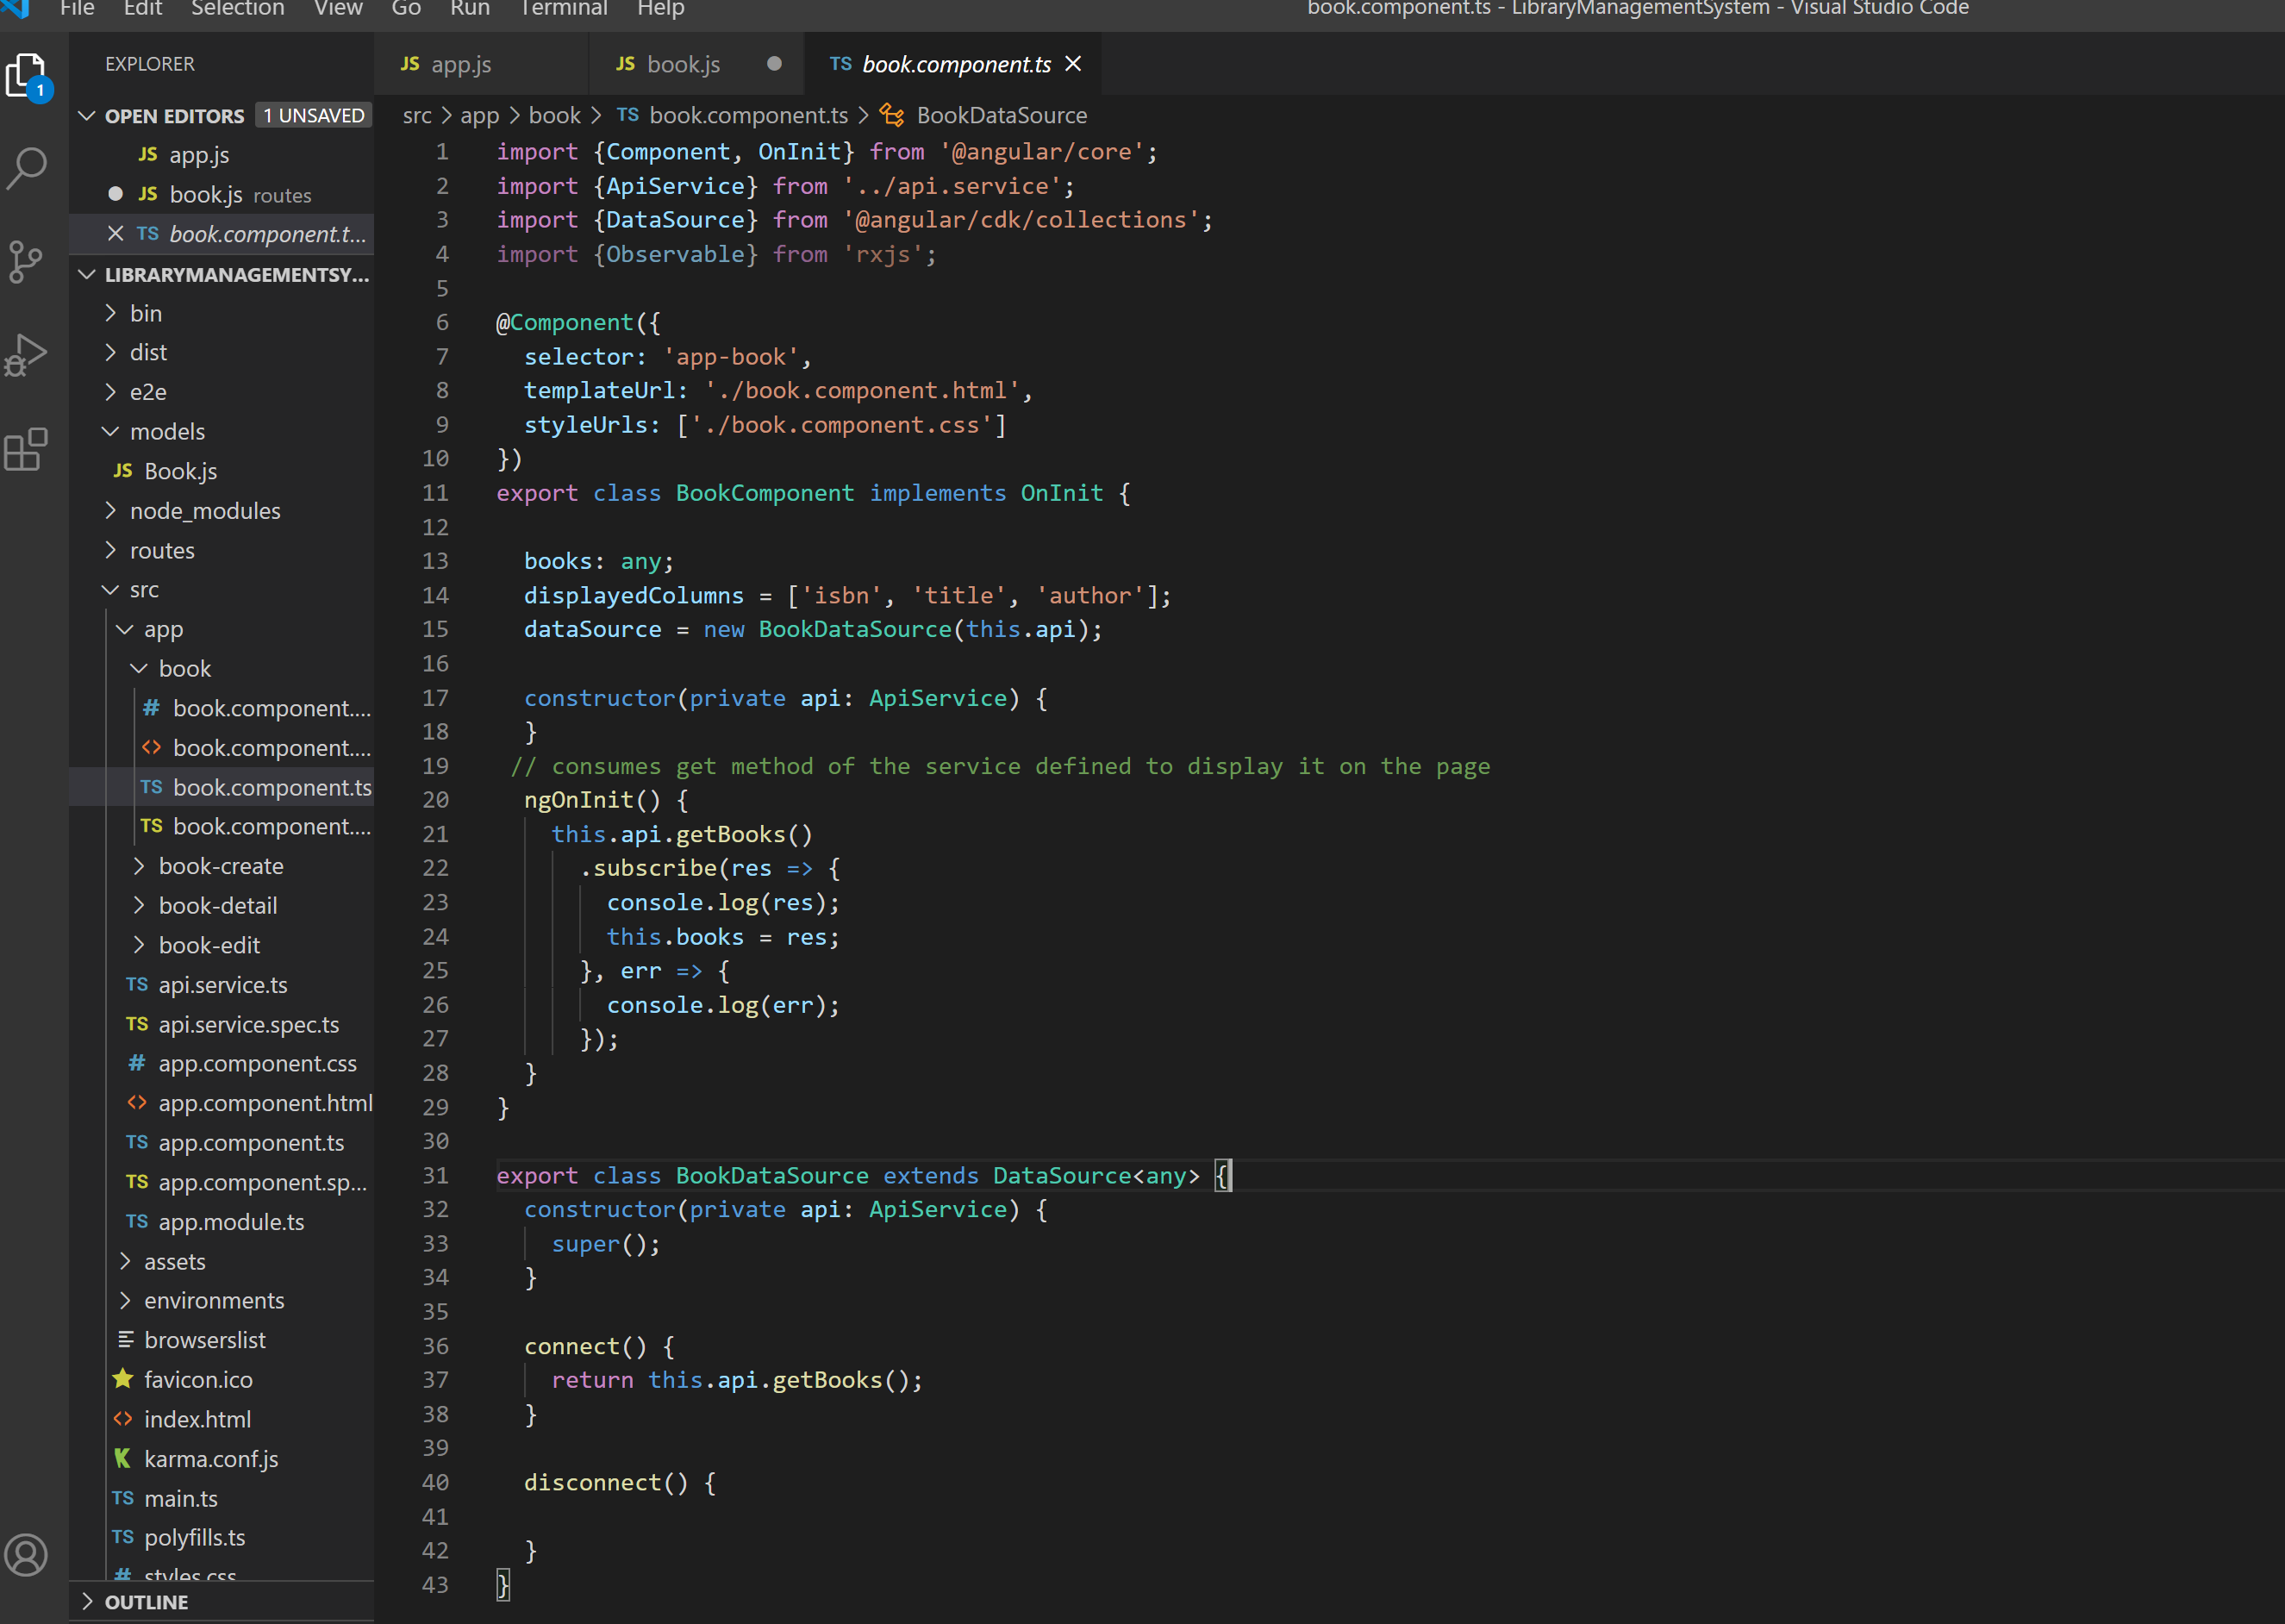 File Edit Selection View Go Run Terminal Help book.component.ts - LibraryManagementSystem - Visual Studio Code
EXPLORER
OPEN EDITORS 1 UNSAVED
JS app.js
JS book.js routes
TS book.component.t...
LIBRARYMANAGEMENTSY...
bin
dist
e2e
models
JS Book.js
node_modules
routes
src
app
book
# book.component....
<> book.component....
TS book.component.ts
TS book.component....
book-create
book-detail
book-edit
TS api.service.ts
TS api.service.spec.ts
# app.component.css
<> app.component.html
TS app.component.ts
TS app.component.sp...
TS app.module.ts
assets
environments
browserslist
favicon.ico
<> index.html
karma.conf.js
TS main.ts
TS polyfills.ts
# styles.css
OUTLINE
1
JS app.js JS book.js TS book.component.ts
src > app > book > TS book.component.ts > BookDataSource
1 import {Component, OnInit} from '@angular/core';
2 import {ApiService} from '../api.service';
3 import {DataSource} from '@angular/cdk/collections';
4 import {Observable} from 'rxjs';
5
6 @Component({
7 selector: 'app-book',
8 templateUrl: './book.component.html',
9 styleUrls: ['./book.component.css']
10 })
11 export class BookComponent implements OnInit {
12
13 books: any;
14 displayedColumns = ['isbn', 'title', 'author'];
15 dataSource = new BookDataSource(this.api);
16
17 constructor(private api: ApiService) {
18 }
19 // consumes get method of the service defined to display it on the page
20 ngOnInit() {
21 this.api.getBooks()
22 .subscribe(res => {
23 console.log(res);
24 this.books = res;
25 }, err => {
26 console.log(err);
27 });
28 }
29 }
30
31 export class BookDataSource extends DataSource<any> {
32 constructor(private api: ApiService) {
33 super();
34 }
35
36 connect() {
37 return this.api.getBooks();
38 }
39
40 disconnect() {
41
42 }
43 }